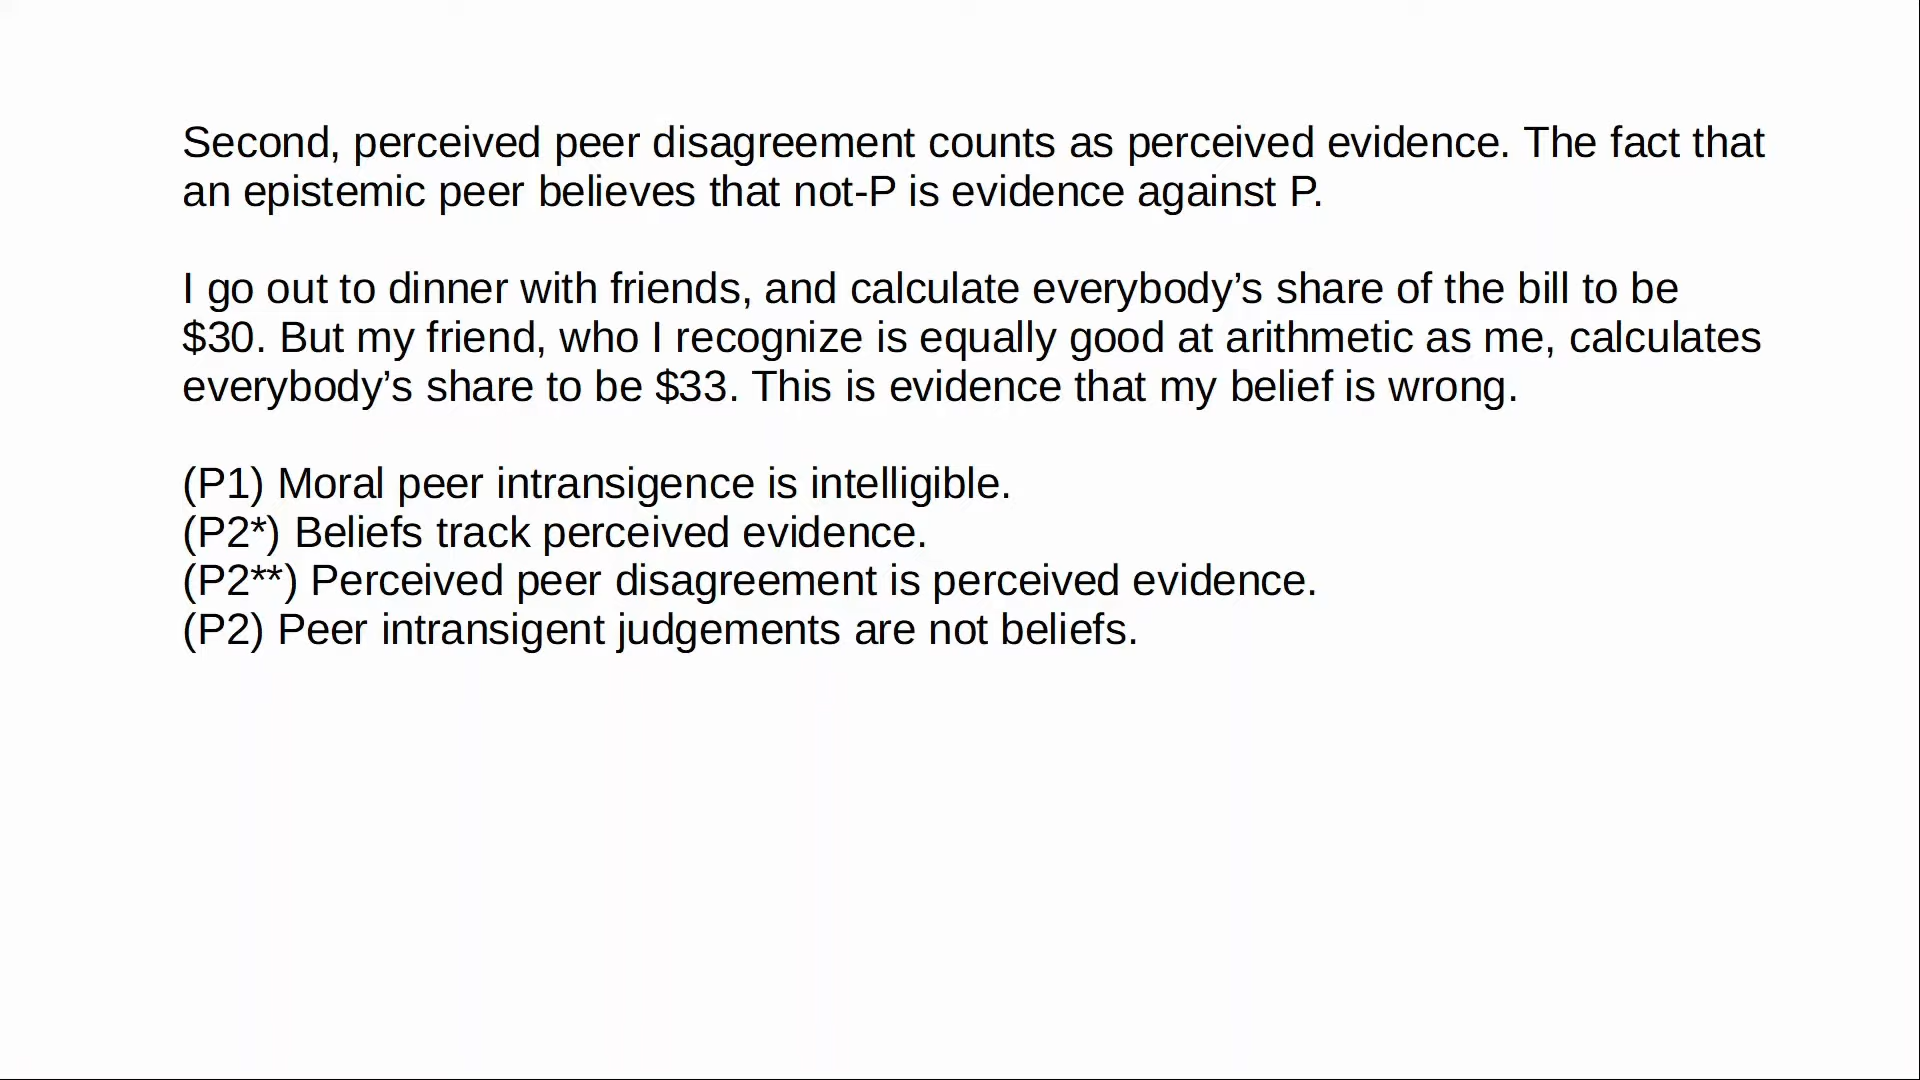 Second, perceived peer disagreement counts as perceived evidence. The fact that
an epistemic peer believes that not-P is evidence against P.
I go out to dinner with friends, and calculate everybody’s share of the bill to be
$30. But my friend, who I recognize is equally good at arithmetic as me, calculates
everybody’s share to be $33. This is evidence that my belief is wrong.
(P1) Moral peer intransigence is intelligible.
(P2*) Beliefs track perceived evidence.
(P2**) Perceived peer disagreement is perceived evidence.
(P2) Peer intransigent judgements are not beliefs.